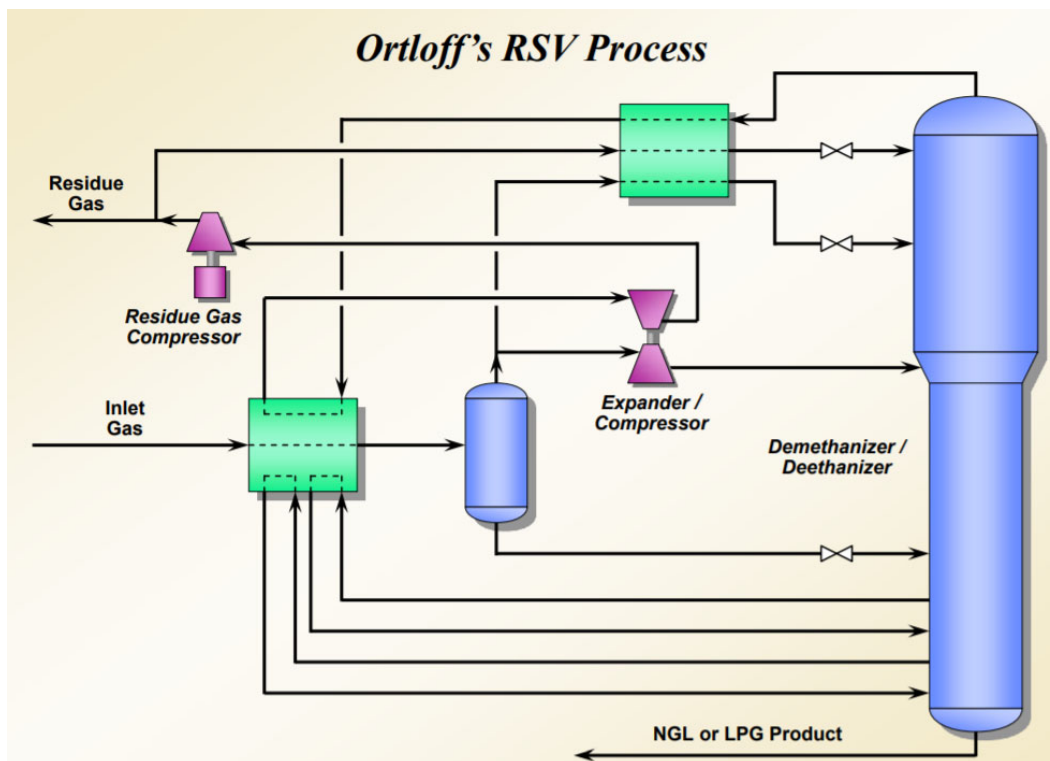 Ortloff's RSV Process
Residue
Gas
Residue Gas
Compressor
Inlet
Gas
Expander /
Compressor
Demethanizer /
Deethanizer
NGL or LPG Product